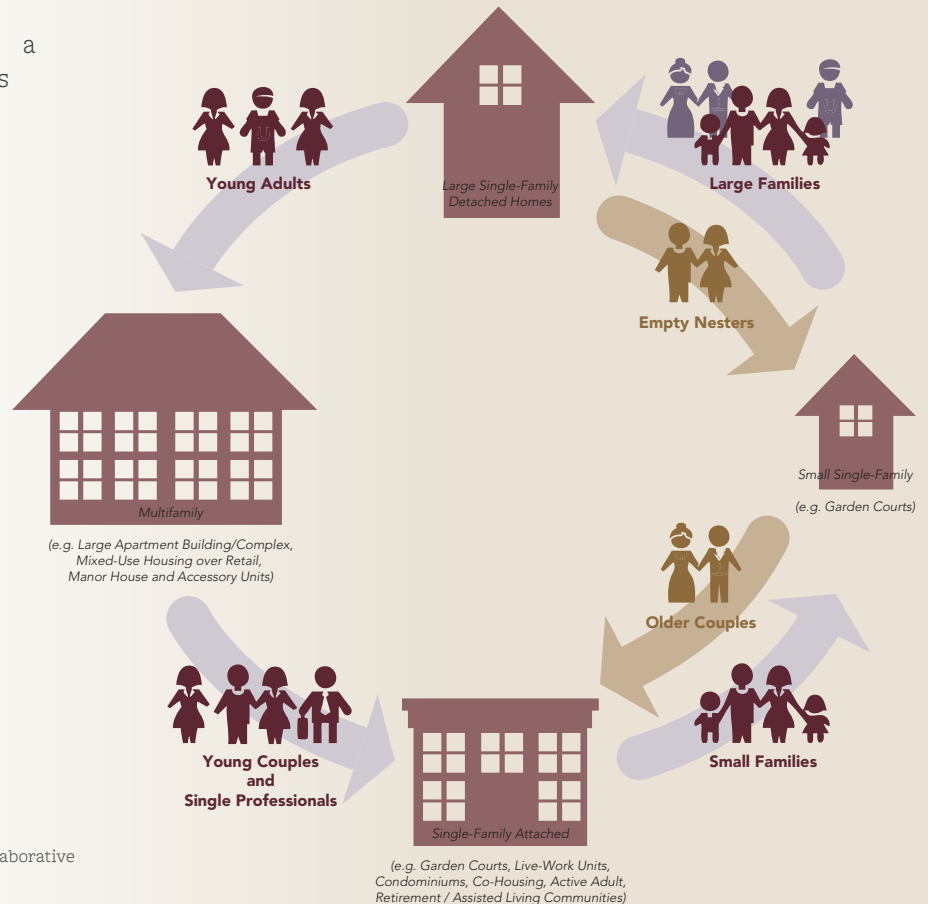 a
s
U
U
Young Adults
Large Single-Family
Detached Homes
Large Families
Empty Nesters
Small Single-Family
(e.g. Garden Courts)
Multifamily
(e.g. Large Apartment Building/Complex,
Mixed-Use Housing over Retail,
Manor House and Accessory Units)
Older Couples
Young Couples
and
Single Professionals
Small Families
Single-Family Attached
laborative
(e.g. Garden Courts, Live-Work Units,
Condominiums, Co-Housing, Active Adult,
Retirement / Assisted Living Communities)